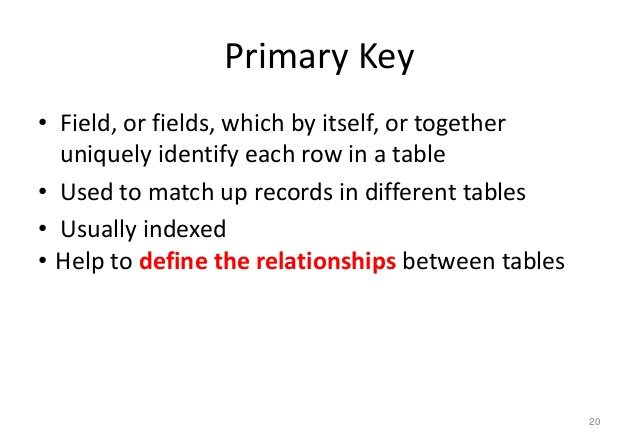 Primary Key
• Field, or fields, which by itself, or together
uniquely identify each row in a table
• Used to match up records in different tables
• Usually indexed
• Help to define the relationships between tables
20